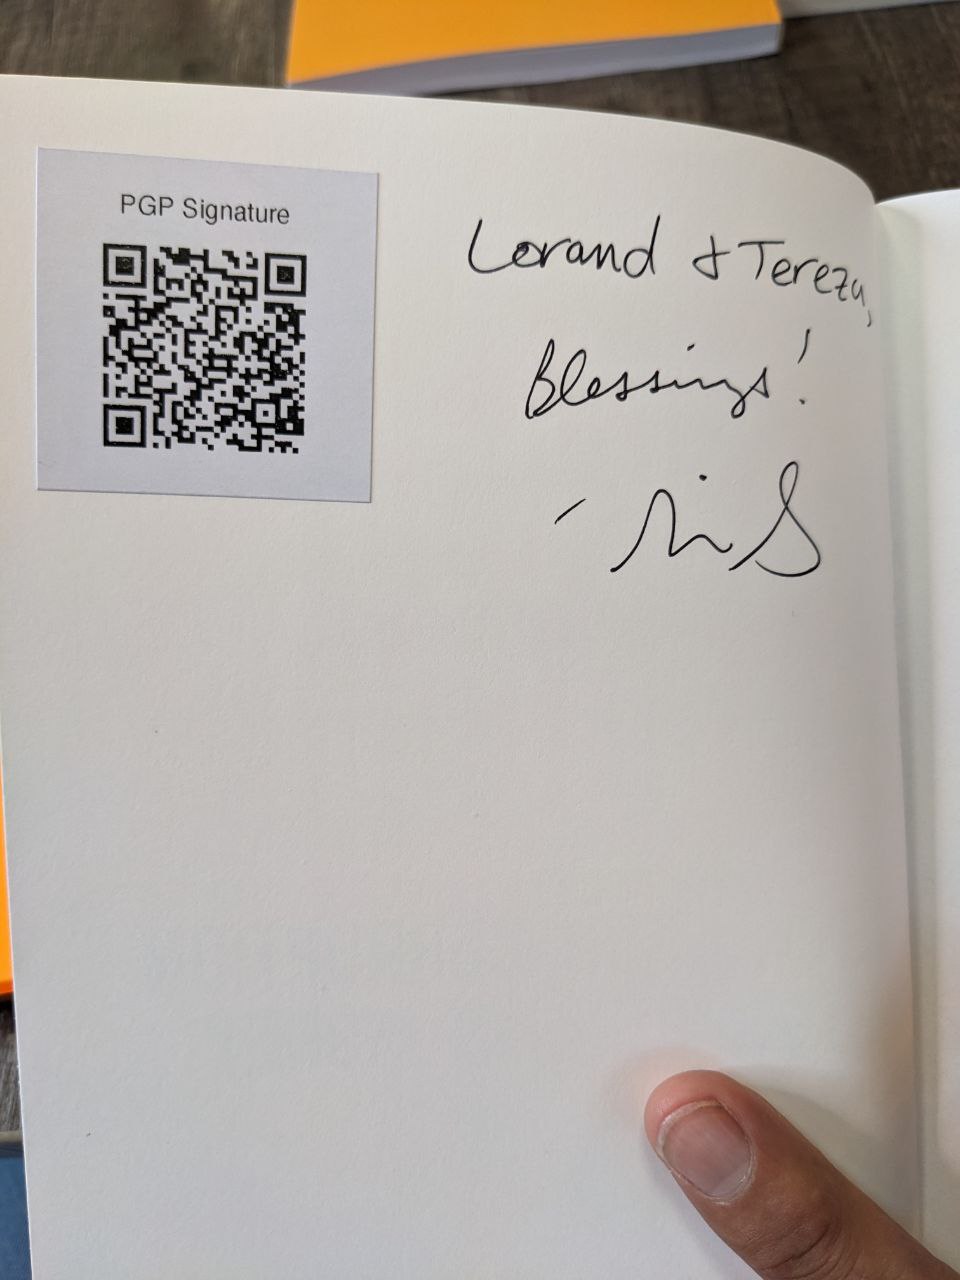 PGP Signature
Lorand & Tereza,
Blessings!